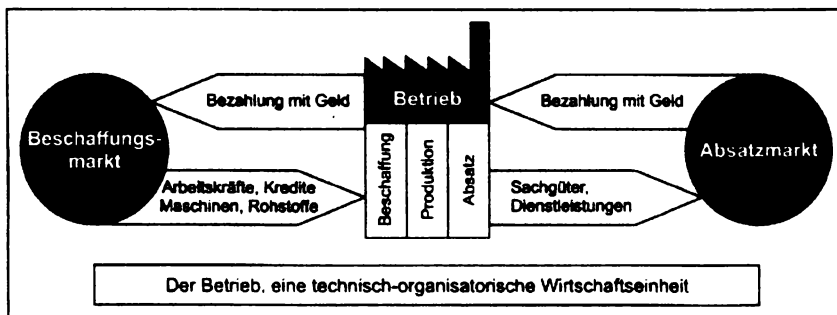 Bezahlung mit Geld
Betrieb
Bezahlung mit Geld
Beschaffungs-
markt
Absatzmarkt
Arbeitskräfte, Kredite
Maschinen, Rohstoffe
Beschaffung
Produktion
Absatz
Sachgüter,
Dienstleistungen
Der Betrieb, eine technisch-organisatorische Wirtschaftseinheit